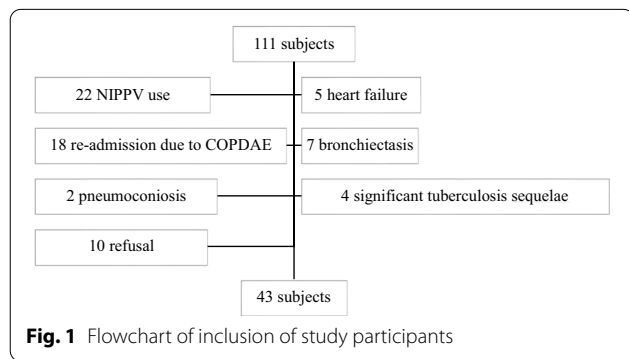 111 subjects
22 NIPPV use
5 heart failure
18 re-admission due to COPDAE
7 bronchiectasis
2 pneumoconiosis
4 significant tuberculosis sequelae
10 refusal
43 subjects
Fig. 1 Flowchart of inclusion of study participants